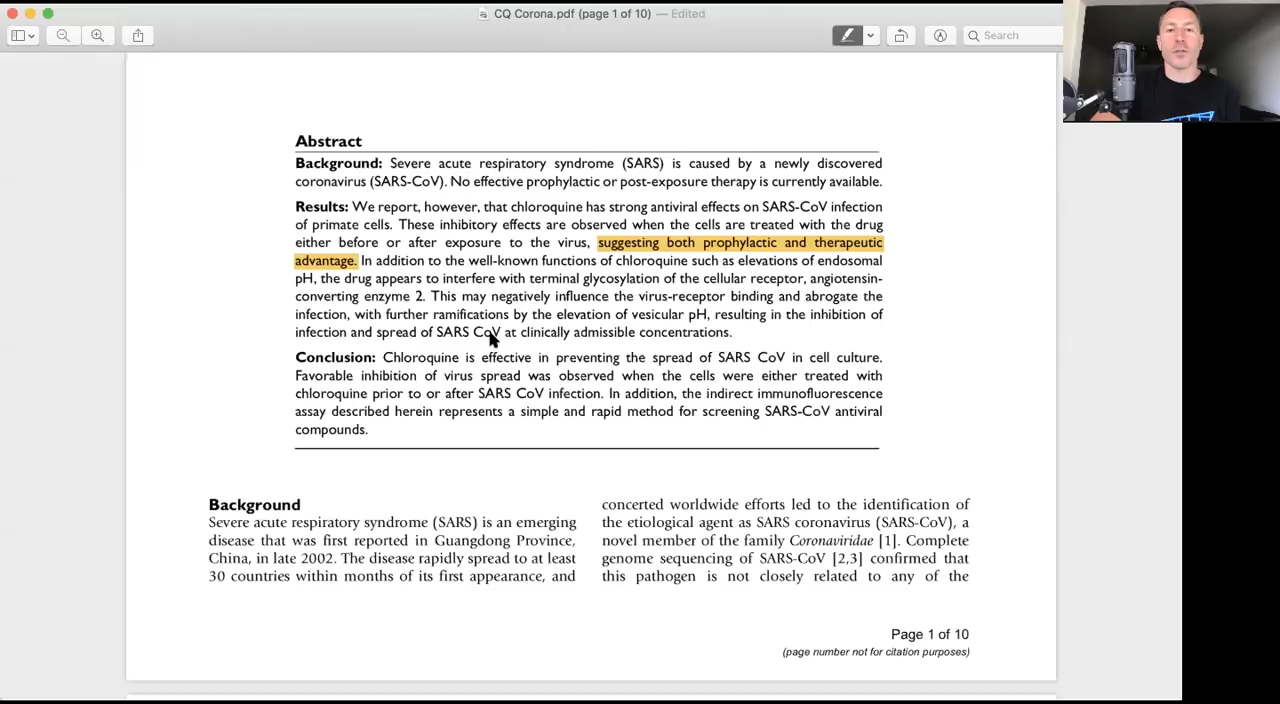 CQ Corona.pdf (page 1 of 10) — Edited
Search
Abstract
Background: Severe acute respiratory syndrome (SARS) is caused by a newly discovered
coronavirus (SARS-CoV). No effective prophylactic or post-exposure therapy is currently available.
Results: We report, however, that chloroquine has strong antiviral effects on SARS-CoV infection
of primate cells. These inhibitory effects are observed when the cells are treated with the drug
either before or after exposure to the virus, suggesting both prophylactic and therapeutic
advantage. In addition to the well-known functions of chloroquine such as elevations of endosomal
pH, the drug appears to interfere with terminal glycosylation of the cellular receptor, angiotensin-
converting enzyme 2. This may negatively influence the virus-receptor binding and abrogate the
infection, with further ramifications by the elevation of vesicular pH, resulting in the inhibition of
infection and spread of SARS CoV at clinically admissible concentrations.
Conclusion: Chloroquine is effective in preventing the spread of SARS CoV in cell culture.
Favorable inhibition of virus spread was observed when the cells were either treated with
chloroquine prior to or after SARS CoV infection. In addition, the indirect immunofluorescence
assay described herein represents a simple and rapid method for screening SARS-CoV antiviral
compounds.
Background
Severe acute respiratory syndrome (SARS) is an emerging
disease that was first reported in Guangdong Province,
China, in late 2002. The disease rapidly spread to at least
30 countries within months of its first appearance, and
concerted worldwide efforts led to the identification of
the etiological agent as SARS coronavirus (SARS-CoV), a
novel member of the family Coronaviridae [1]. Complete
genome sequencing of SARS-CoV [2,3] confirmed that
this pathogen is not closely related to any of the
Page 1 of 10
(page number not for citation purposes)